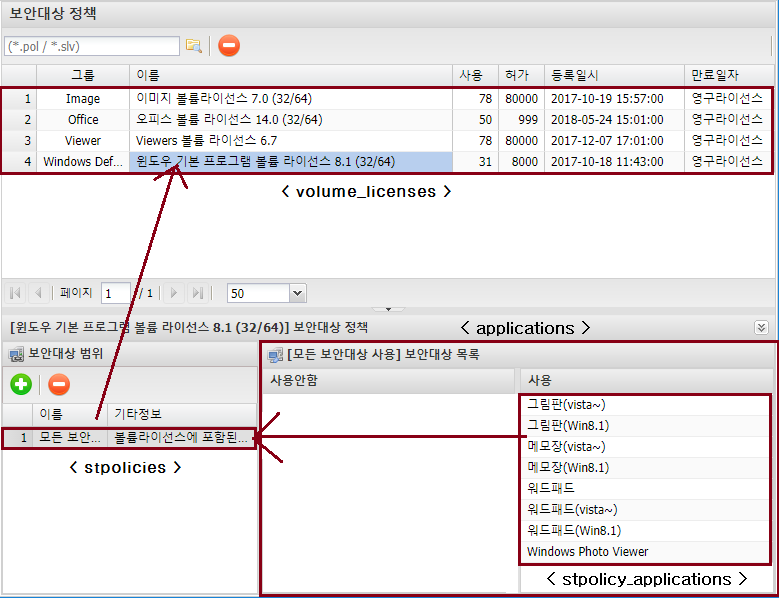 보안대상 정책
(*.pol / *.slv)
그룹 이름 사용 허가 등록일시 만료일자
1 Image 이미지 볼륨라이선스 7.0 (32/64) 78 80000 2017-10-19 15:57:00 영구라이선스
2 Office 오피스 볼륨 라이선스 14.0 (32/64) 50 999 2018-05-24 15:01:00 영구라이선스
3 Viewer Viewers 볼륨 라이선스 6.7 78 80000 2017-12-07 17:01:00 영구라이선스
4 Windows Def... 윈도우 기본 프로그램 볼륨 라이선스 8.1 (32/64) 31 8000 2017-10-18 11:43:00 영구라이선스
< volume_licenses >
페이지 1 / 1 50
[윈도우 기본 프로그램 볼륨 라이선스 8.1 (32/64)] 보안대상 정책 < applications >
보안대상 범위
이름 기타정보
1 모든 보안... 볼륨라이선스에 포함된...
< stpolicies >
[모든 보안대상 사용] 보안대상 목록
사용안함 사용
그림판(vista~)
그림판(Win8.1)
메모장(vista~)
메모장(Win8.1)
워드패드
워드패드(vista~)
워드패드(Win8.1)
Windows Photo Viewer
< stpolicy_applications >